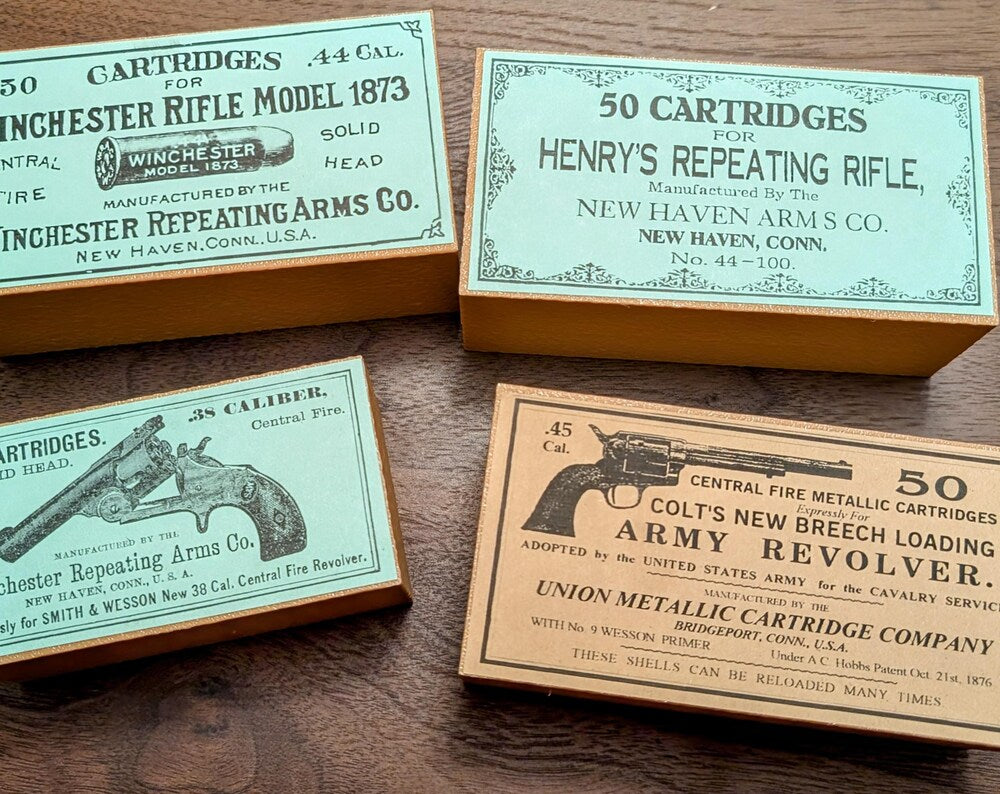 50 CARTRIDGES .44 CAL.
FOR
INCHESTER RIFLE MODEL 1873
NTRAL SOLID
WINCHESTER
MODEL 1873
IRE HEAD
MANUFACTURED BY THE
INCHESTER REPEATING ARMS CO.
NEW HAVEN, CONN., U.S.A.
50 CARTRIDGES
FOR
HENRY'S REPEATING RIFLE,
Manufactured By The
NEW HAVEN ARMS CO.
NEW HAVEN, CONN.
No. 44-100.
.38 CALIBER,
ARTRIDGES. Central Fire.
ID HEAD.
MANUFACTURED BY THE
chester Repeating Arms Co.
NEW HAVEN, CONN., U. S. A.
sly for SMITH & WESSON New 38 Cal. Central Fire Revolver.
.45 50
Cal.
CENTRAL FIRE METALLIC CARTRIDGES
Expressly For
COLT'S NEW BREECH LOADING
ARMY REVOLVER.
ADOPTED by the UNITED STATES ARMY for the CAVALRY SERVIC
MANUFACTURED BY THE
UNION METALLIC CARTRIDGE COMPANY
BRIDGEPORT, CONN., U.S.A.
WITH No. 9 WESSON PRIMER Under A C. Hobbs Patent Oct. 21st, 1876
THESE SHELLS CAN BE RELOADED MANY TIMES